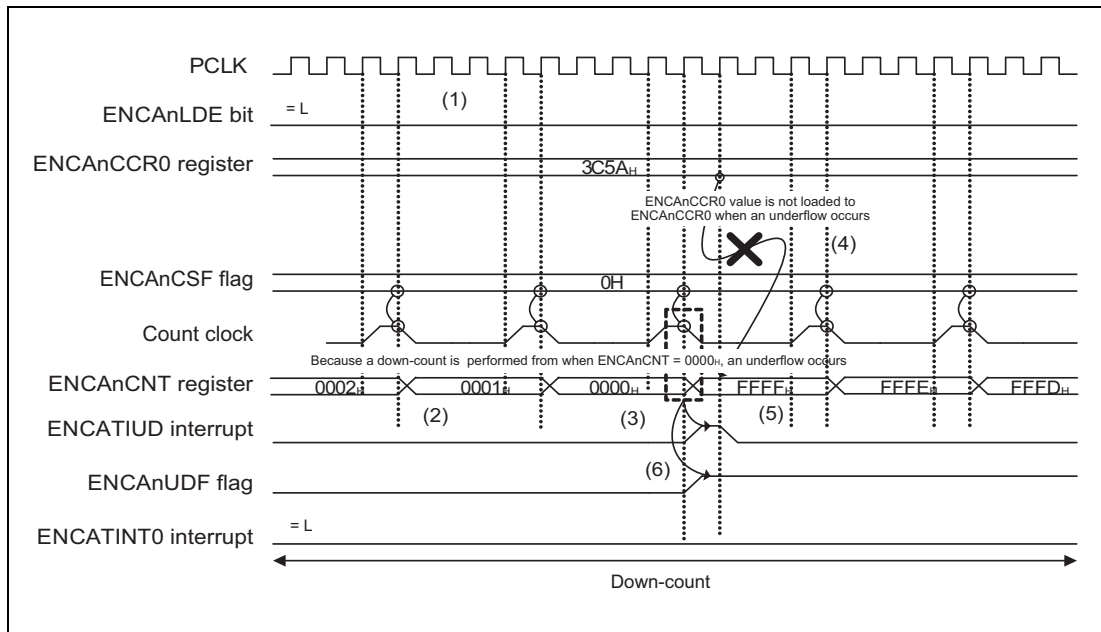 PCLK
(1)
ENCAnLDE bit
= L
ENCAnCCR0 register
3C5AH
ENCAnCCR0 value is not loaded to
ENCAnCCR0 when an underflow occurs
(4)
ENCAnCSF flag
0H
Count clock
Because a down-count is performed from when ENCAnCNT = 0000H, an underflow occurs
ENCAnCNT register
0002H
0001H
0000H
FFFFH
FFFEH
FFFDH
(2)
(3)
(5)
ENCATIUD interrupt
(6)
ENCAnUDF flag
ENCATINT0 interrupt
= L
Down-count